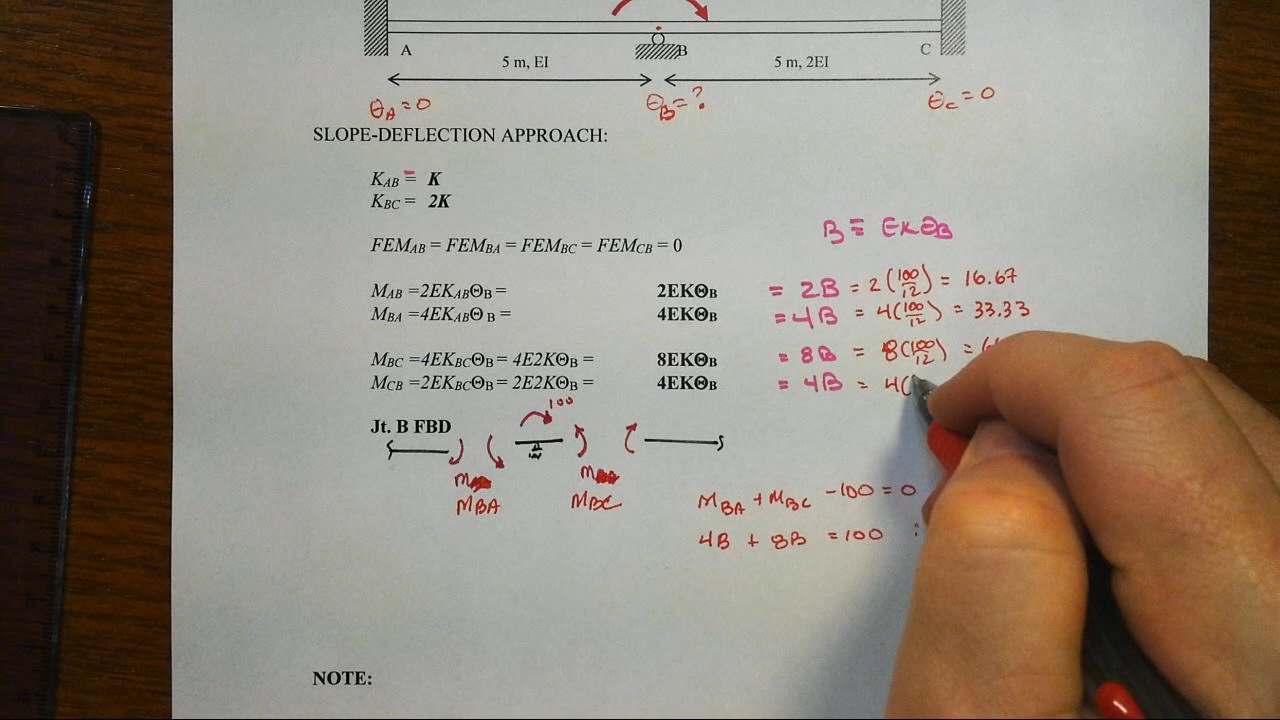 A B C
5 m, EI 5 m, 2EI
θA = 0 θB = ? θC = 0
SLOPE-DEFLECTION APPROACH:
KAB = K
KBC = 2K
B ≡ EKθB
FEMAB = FEMBA = FEMBC = FEMCB = 0
MAB = 2EKABΘB = 2EKΘB = 2B = 2(100/12) = 16.67
MBA = 4EKABΘB = 4EKΘB = 4B = 4(100/12) = 33.33
MBC = 4EKBCΘB = 4E2KΘB = 8EKΘB = 8B = 8(100/12) =
MCB = 2EKBCΘB = 2E2KΘB = 4EKΘB = 4B = 4(
100
Jt. B FBD
MBA MBC
MBA + MBC - 100 = 0
4B + 8B = 100
NOTE: